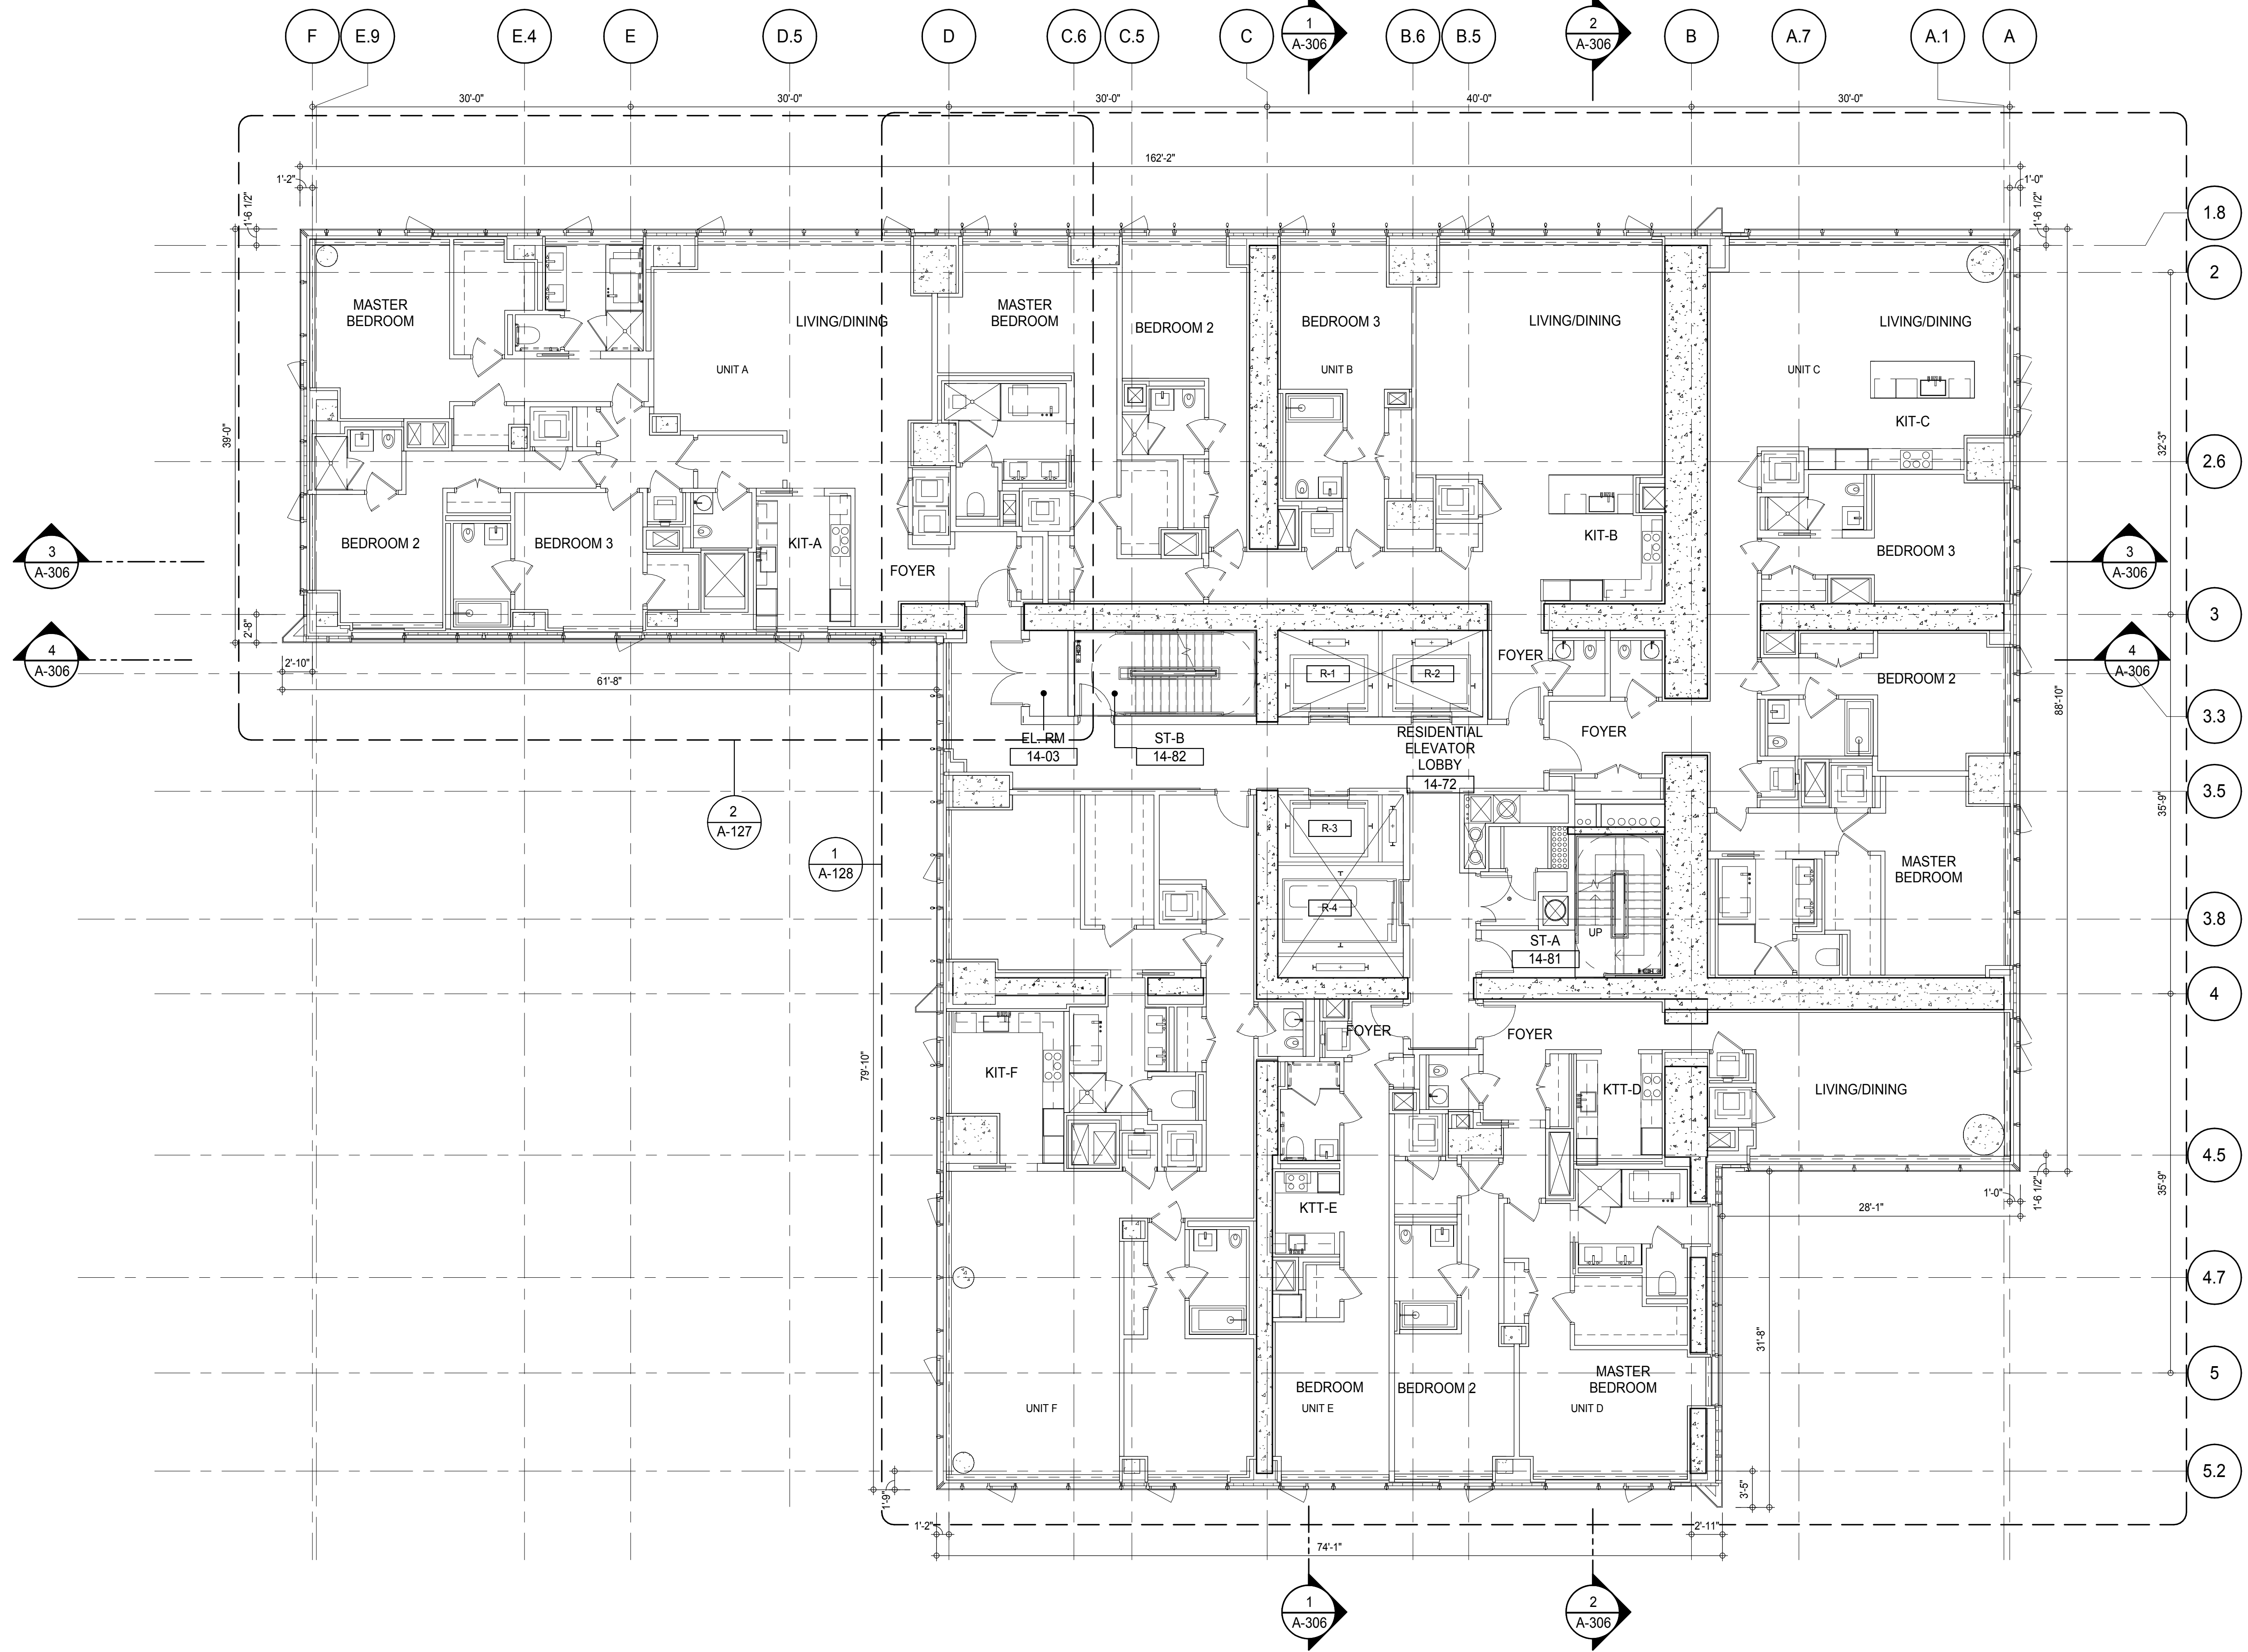 F
E.9
E.4
E
D.5
D
C.6
C.5
C
1
A-306
B.6
B.5
2
A-306
B
A.7
A.1
A
30'-0"
30'-0"
30'-0"
40'-0"
30'-0"
162'-2"
1'-2"
1'-0"
1'-6 1/2"
1'-6 1/2"
1.8
2
MASTER
BEDROOM
LIVING/DINING
MASTER
BEDROOM
BEDROOM 2
BEDROOM 3
LIVING/DINING
LIVING/DINING
UNIT A
UNIT B
UNIT C
KIT-C
39'-0"
32'-3"
2.6
BEDROOM 2
BEDROOM 3
KIT-A
FOYER
KIT-B
BEDROOM 3
3
A-306
3
A-306
2'-8"
3
4
A-306
4
A-306
2'-10"
61'-8"
FOYER
R-1
R-2
BEDROOM 2
88'-10"
3.3
EL. RM
14-03
ST-B
14-82
RESIDENTIAL
ELEVATOR
LOBBY
14-72
FOYER
3.5
35'-9"
2
A-127
1
A-128
R-3
R-4
MASTER
BEDROOM
3.8
UP
ST-A
14-81
4
FOYER
FOYER
79'-10"
KIT-F
KTT-D
LIVING/DINING
4.5
35'-9"
1'-0"
1'-6 1/2"
28'-1"
KTT-E
4.7
31'-8"
5
BEDROOM
BEDROOM 2
MASTER
BEDROOM
UNIT F
UNIT E
UNIT D
5.2
1'-9"
3'-5"
1'-2"
2'-11"
74'-1"
1
A-306
2
A-306